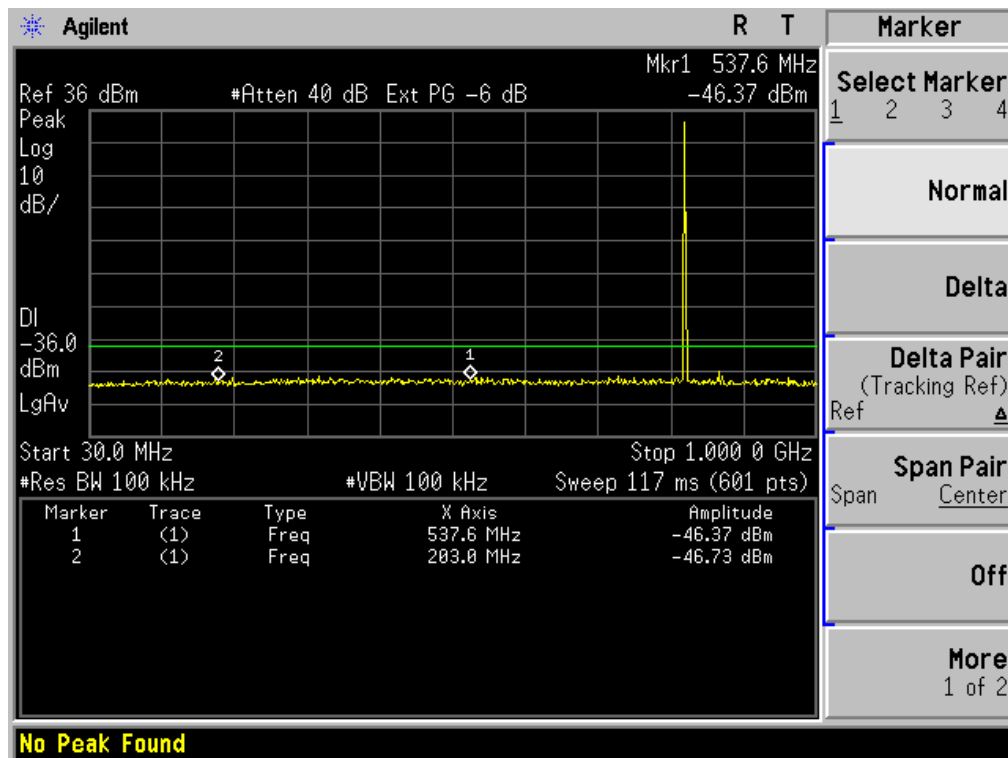 Agilent
R T
Marker
Mkr1 537.6 MHz
Ref 36 dBm #Atten 40 dB Ext PG -6 dB -46.37 dBm
Peak
Log
10
dB/
DI
-36.0
dBm
LgAv
2
1
Start 30.0 MHz Stop 1.000 0 GHz
#Res BW 100 kHz #VBW 100 kHz Sweep 117 ms (601 pts)
Marker Trace Type X Axis Amplitude
1 (1) Freq 537.6 MHz -46.37 dBm
2 (1) Freq 203.0 MHz -46.73 dBm
Select Marker
1 2 3 4
Normal
Delta
Delta Pair
(Tracking Ref)
Ref Δ
Span Pair
Span Center
Off
More
1 of 2
No Peak Found